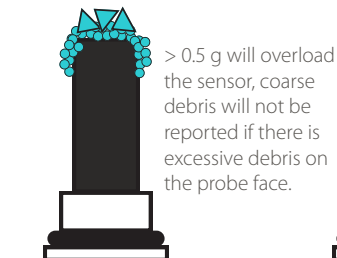 > 0.5 g will overload
the sensor, coarse
debris will not be
reported if there is
excessive debris on
the probe face.